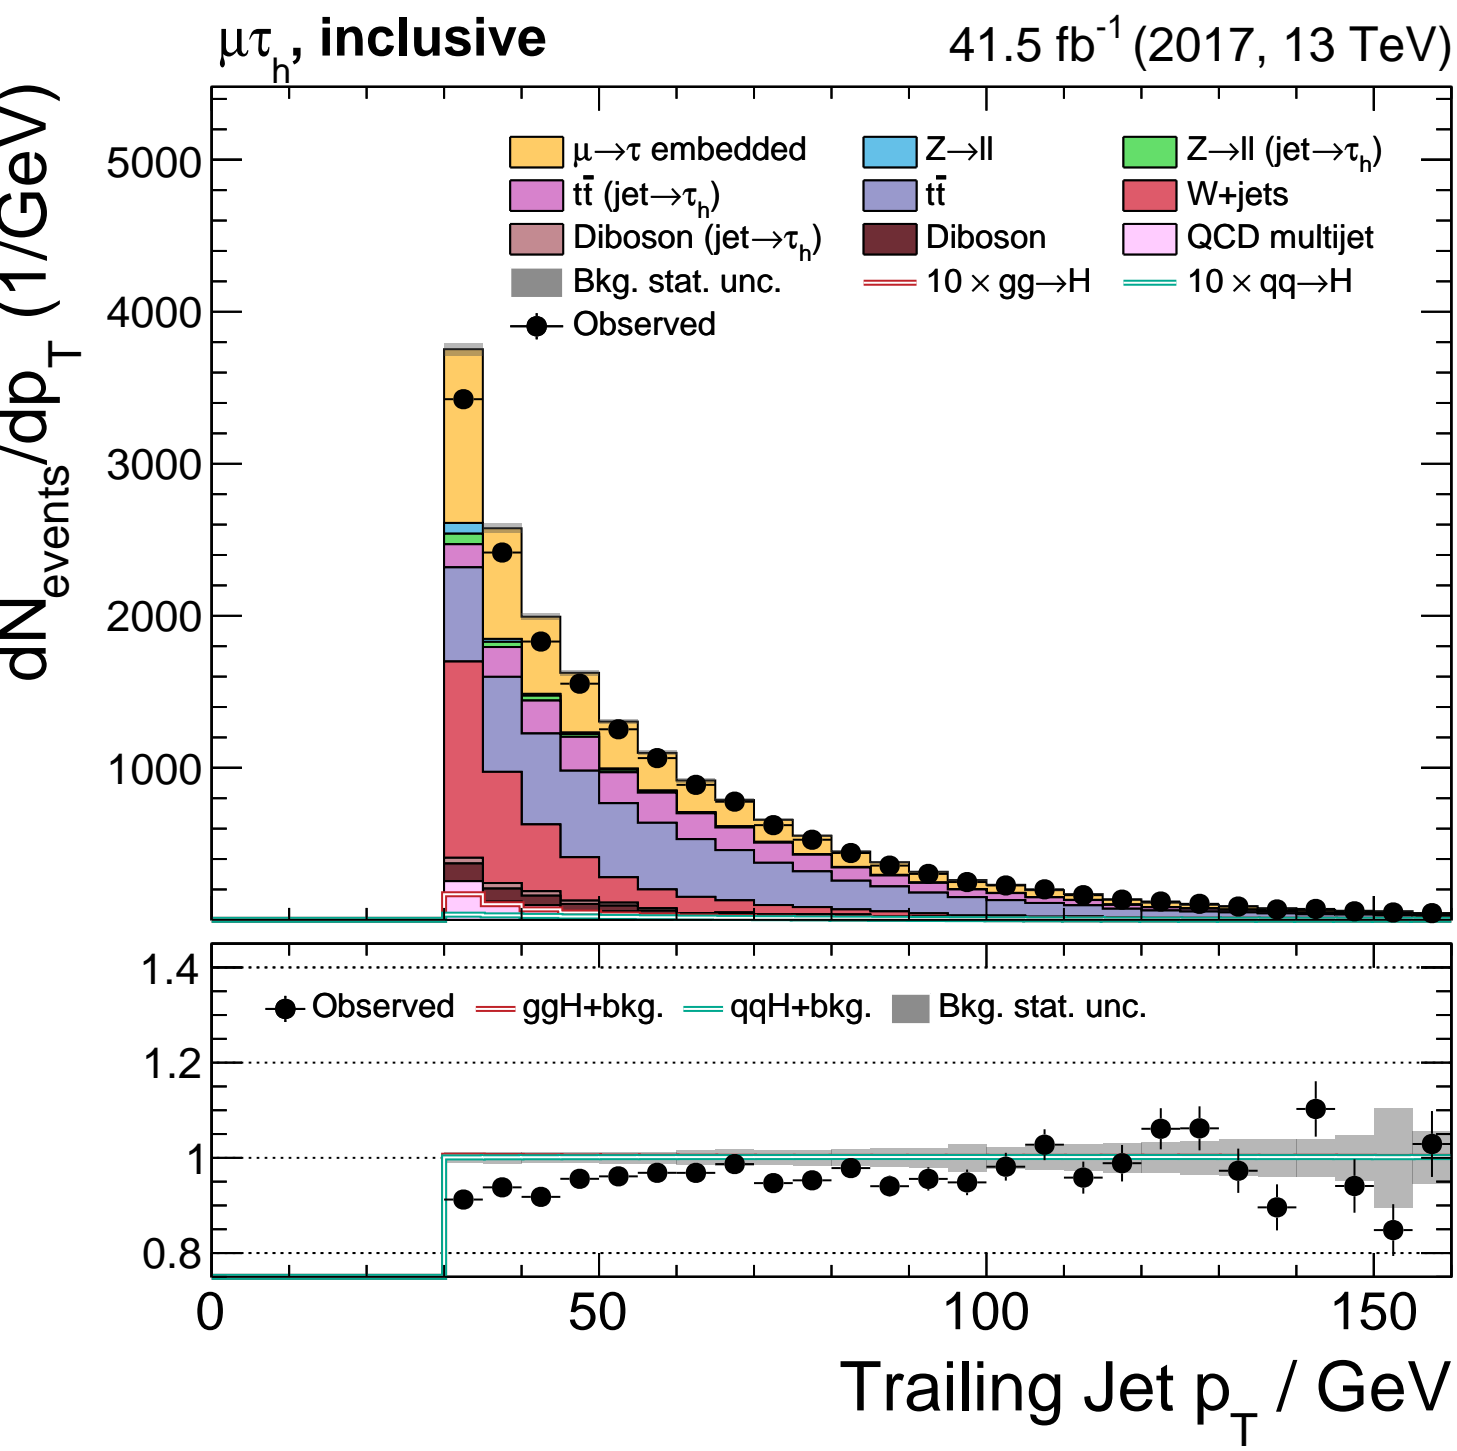 μτh, inclusive
41.5 fb-1 (2017, 13 TeV)
dNevents/dpT (1/GeV)
5000
4000
3000
2000
1000
μ→τ embedded
Z→ll
Z→ll (jet→τh)
tt̄ (jet→τh)
tt̄
W+jets
Diboson (jet→τh)
Diboson
QCD multijet
Bkg. stat. unc.
10 × gg→H
10 × qq→H
Observed
1.4
1.2
1
0.8
Observed
ggH+bkg.
qqH+bkg.
Bkg. stat. unc.
0
50
100
150
Trailing Jet pT / GeV